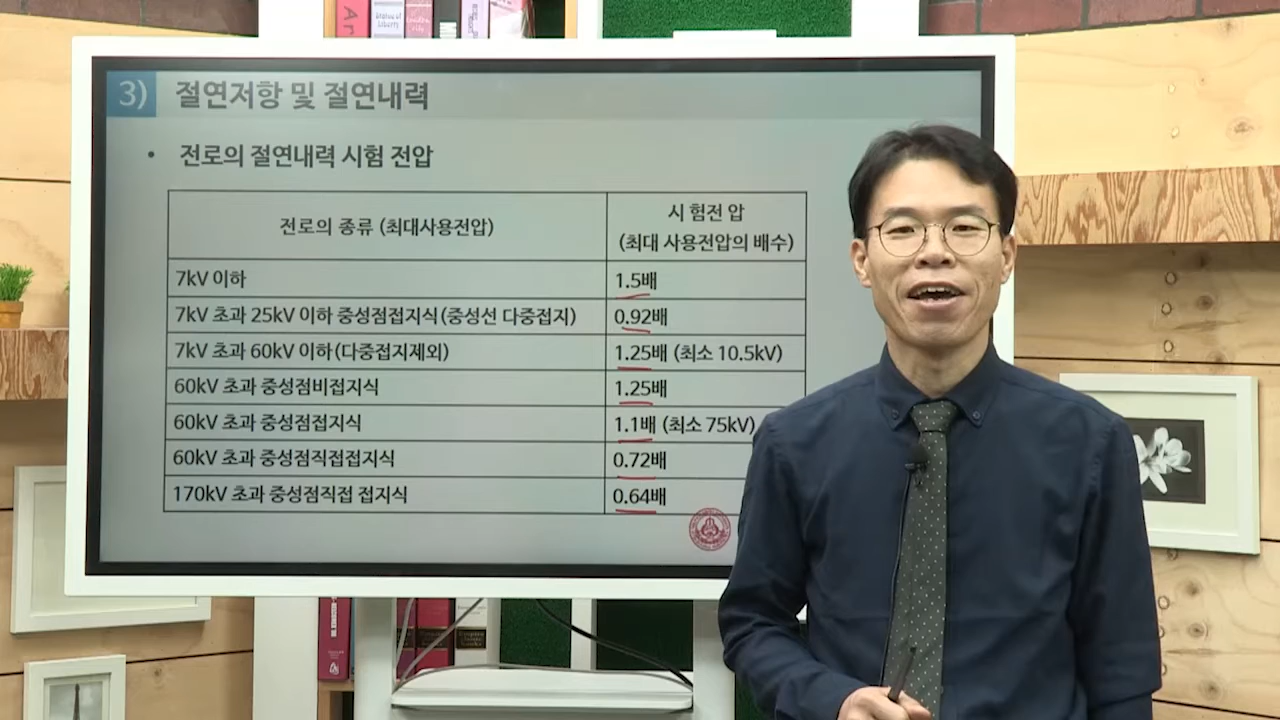 Statue of Liberty
3) 절연저항 및 절연내력
• 전로의 절연내력 시험 전압
전로의 종류 (최대사용전압)
시 험전 압
(최대 사용전압의 배수)
7kV 이하
1.5배
7kV 초과 25kV 이하 중성점접지식(중성선 다중접지)
0.92배
7kV 초과 60kV 이하(다중접지제외)
1.25배 (최소 10.5kV)
60kV 초과 중성점비접지식
1.25배
60kV 초과 중성점접지식
1.1배 (최소 75kV)
60kV 초과 중성점직접접지식
0.72배
170kV 초과 중성점직접 접지식
0.64배